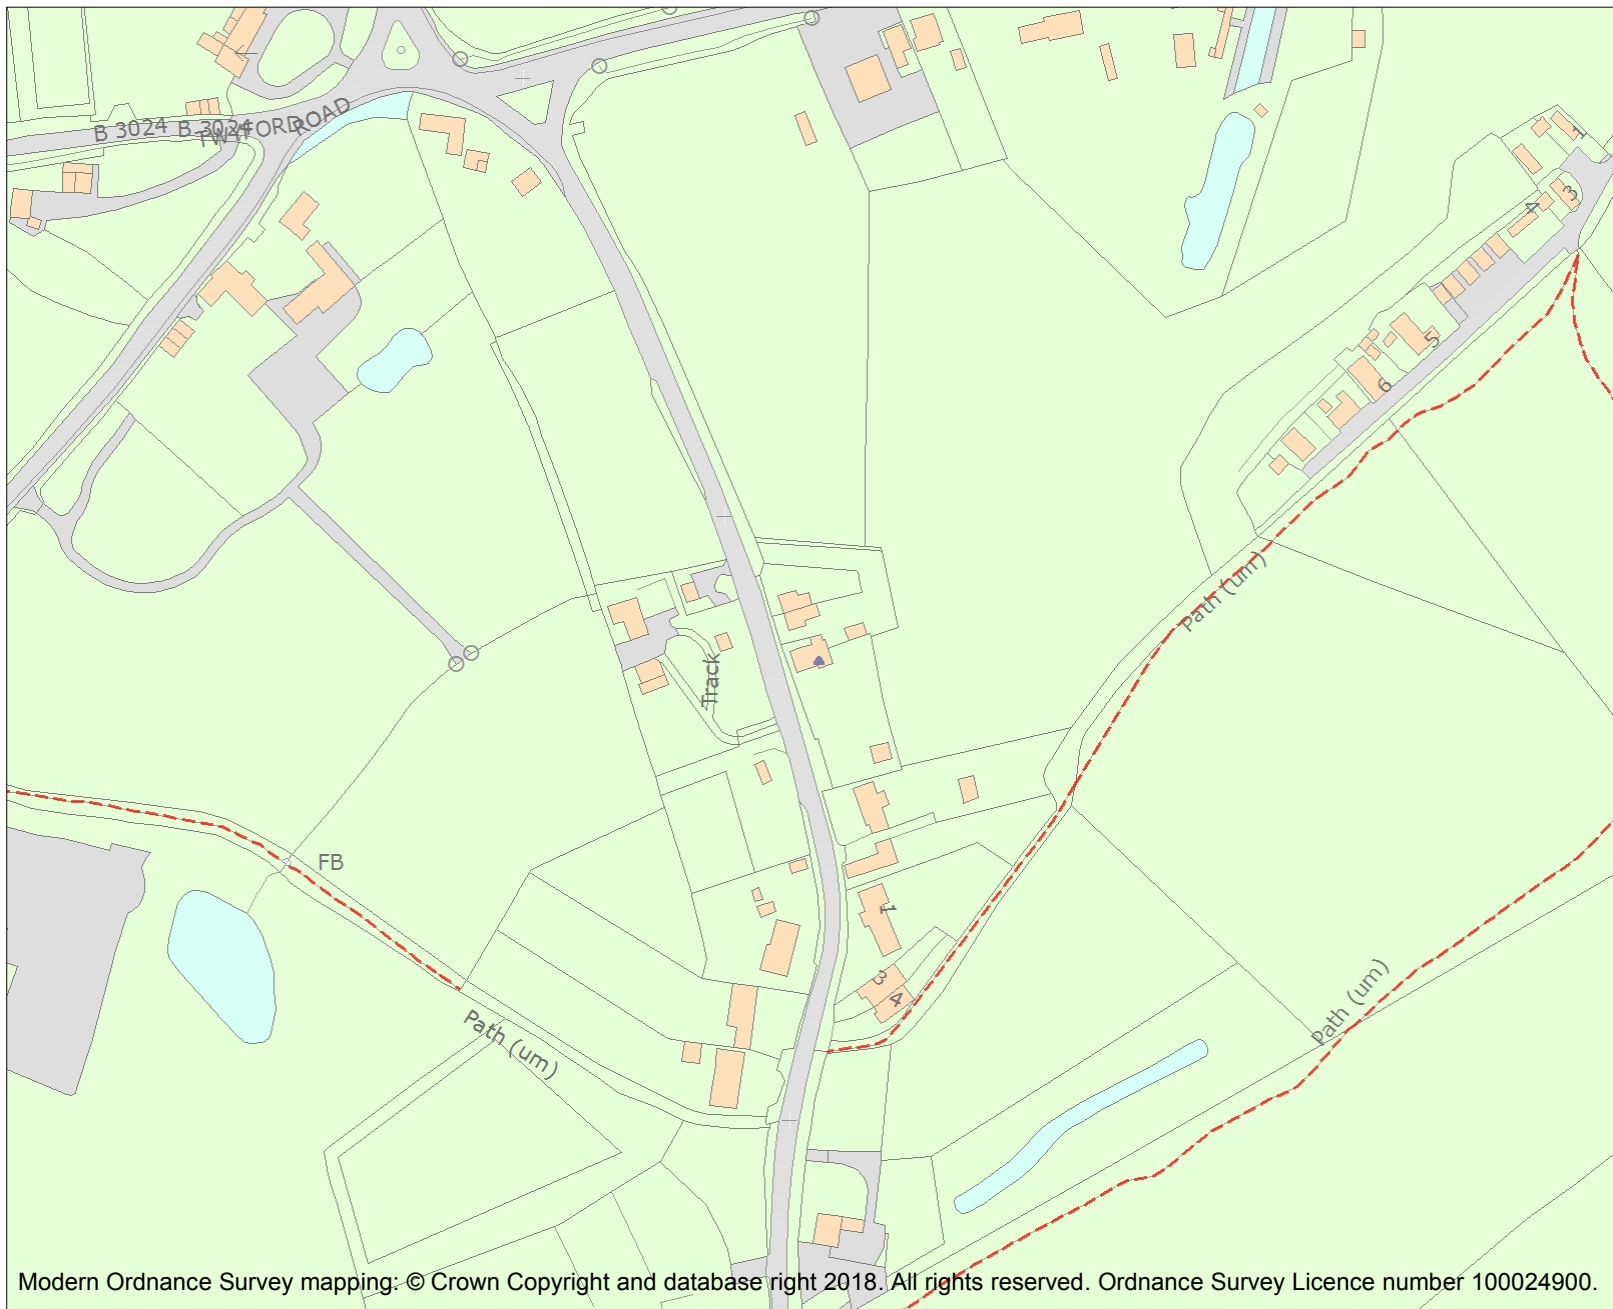 B 3024 B 3024
TWYFORD ROAD
1
3
4
5
6
Path (um)
Track
FB
1
3
4
Path (um)
Path (um)
Modern Ordnance Survey mapping: © Crown Copyright and database right 2018. All rights reserved. Ordnance Survey Licence number 100024900.